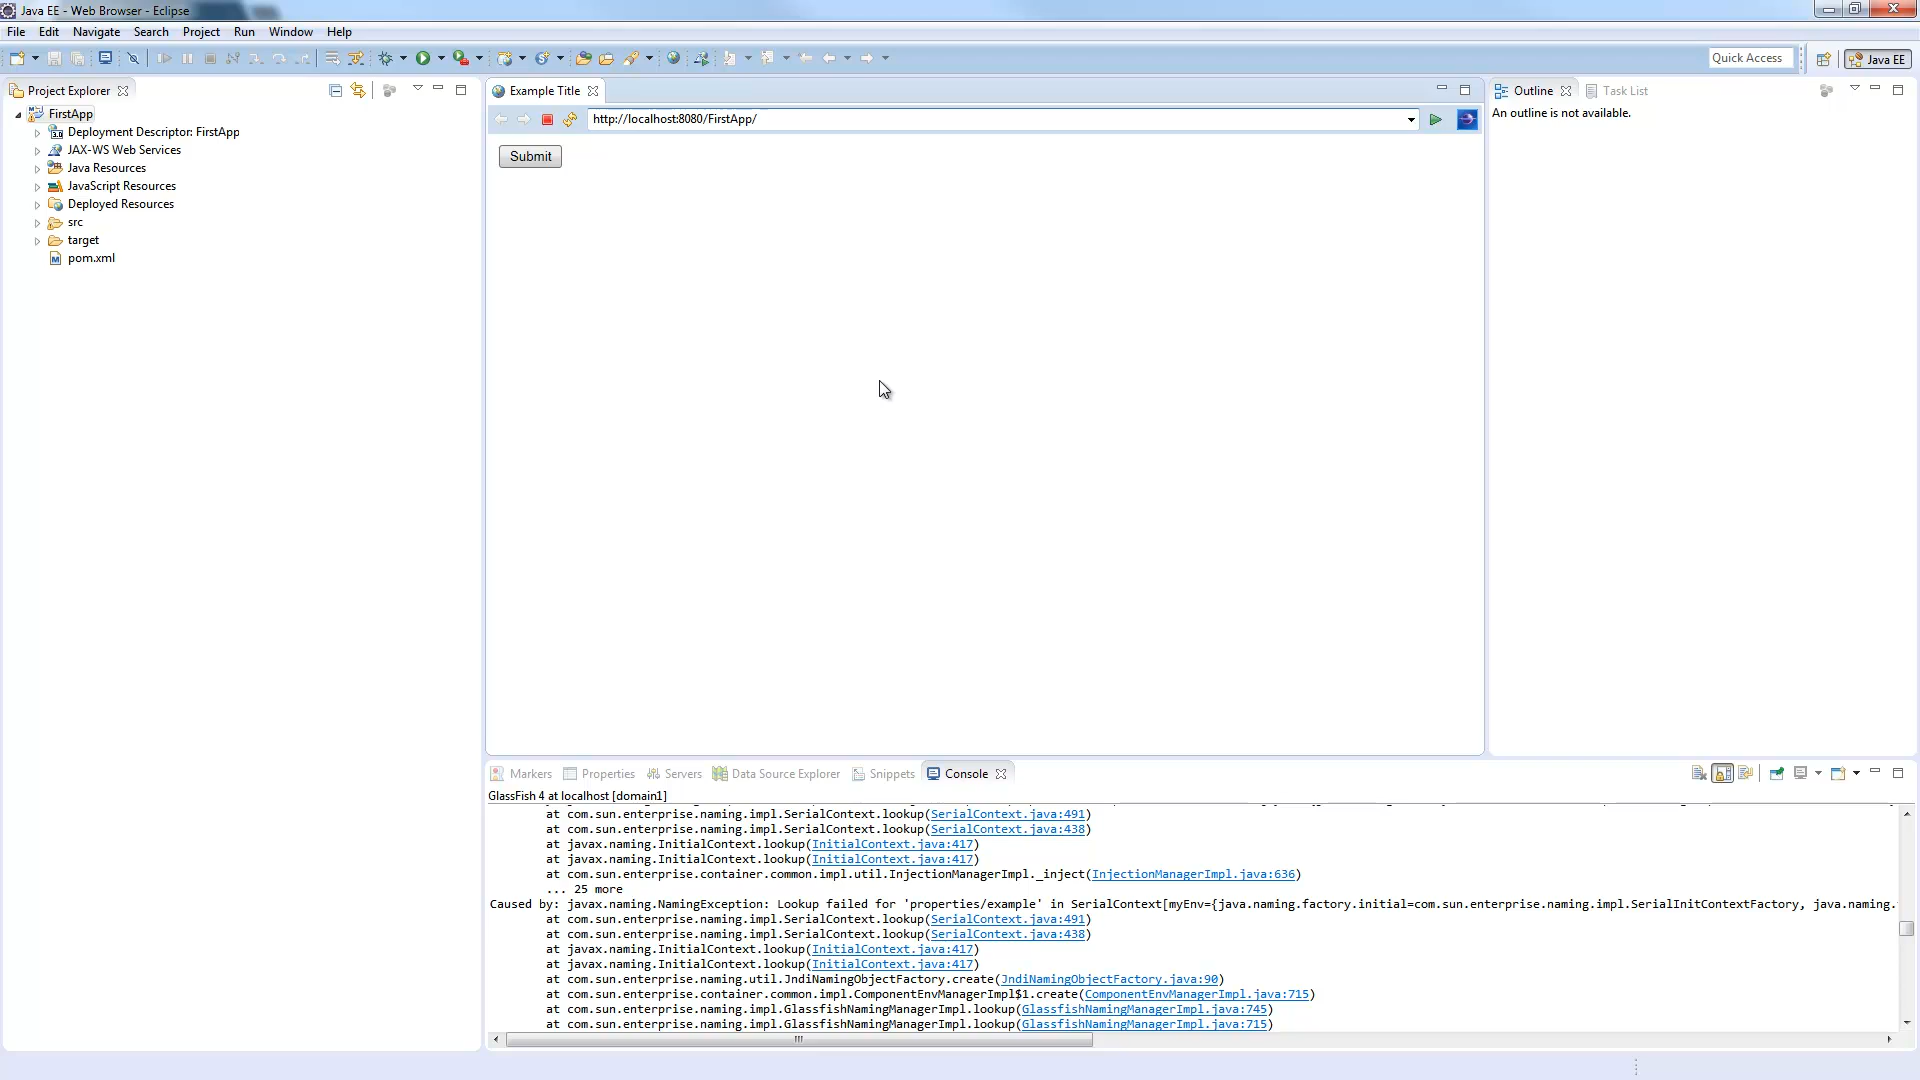 Java EE - Web Browser - Eclipse
File Edit Navigate Search Project Run Window Help
Quick Access
Java EE
Project Explorer
FirstApp
Deployment Descriptor: FirstApp
JAX-WS Web Services
Java Resources
JavaScript Resources
Deployed Resources
src
target
pom.xml
Example Title
http://localhost:8080/FirstApp/
Submit
Outline
Task List
An outline is not available.
Markers Properties Servers Data Source Explorer Snippets Console
GlassFish 4 at localhost [domain1]
at com.sun.enterprise.naming.impl.SerialContext.lookup(SerialContext.java:491)
at com.sun.enterprise.naming.impl.SerialContext.lookup(SerialContext.java:438)
at javax.naming.InitialContext.lookup(InitialContext.java:417)
at javax.naming.InitialContext.lookup(InitialContext.java:417)
at com.sun.enterprise.container.common.impl.util.InjectionManagerImpl._inject(InjectionManagerImpl.java:636)
... 25 more
Caused by: javax.naming.NamingException: Lookup failed for 'properties/example' in SerialContext[myEnv={java.naming.factory.initial=com.sun.enterprise.naming.impl.SerialInitContextFactory, java.naming.
at com.sun.enterprise.naming.impl.SerialContext.lookup(SerialContext.java:491)
at com.sun.enterprise.naming.impl.SerialContext.lookup(SerialContext.java:438)
at javax.naming.InitialContext.lookup(InitialContext.java:417)
at javax.naming.InitialContext.lookup(InitialContext.java:417)
at com.sun.enterprise.naming.util.JndiNamingObjectFactory.create(JndiNamingObjectFactory.java:90)
at com.sun.enterprise.container.common.impl.ComponentEnvManagerImpl$1.create(ComponentEnvManagerImpl.java:715)
at com.sun.enterprise.naming.impl.GlassfishNamingManagerImpl.lookup(GlassfishNamingManagerImpl.java:745)
at com.sun.enterprise.naming.impl.GlassfishNamingManagerImpl.lookup(GlassfishNamingManagerImpl.java:715)